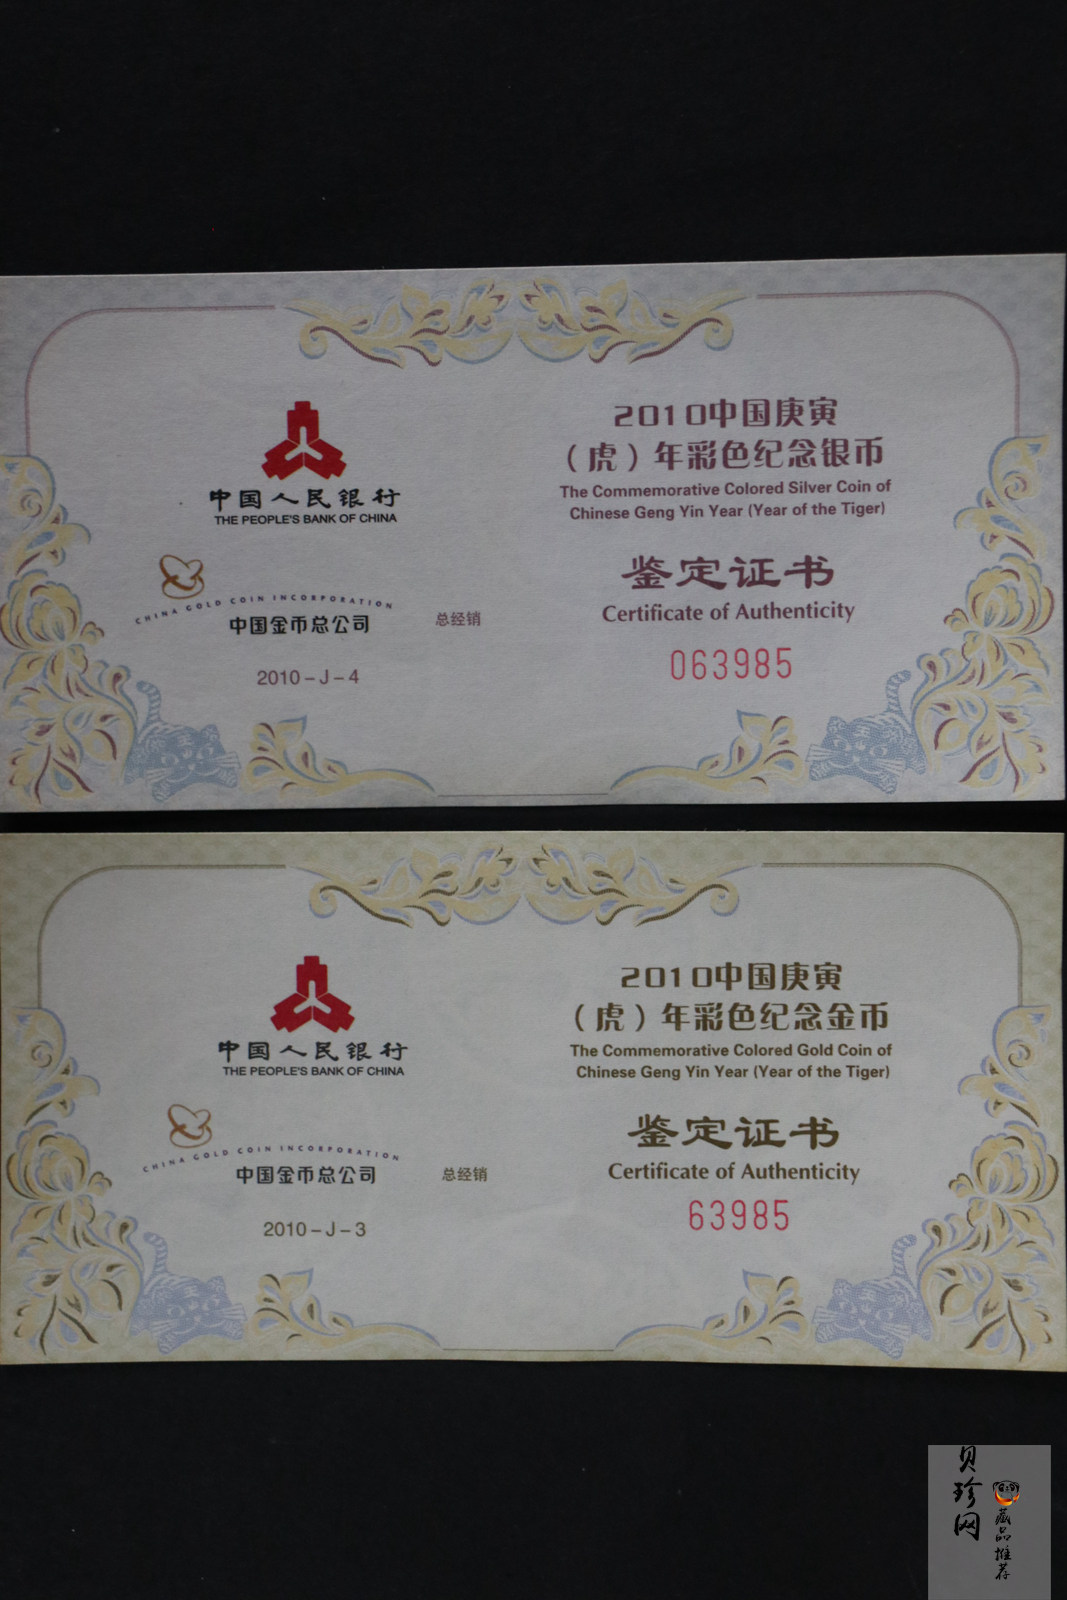 中国人民银行
THE PEOPLE'S BANK OF CHINA
CHINA GOLD COIN INCORPORATION
中国金币总公司
总经销
2010-J-4
2010中国庚寅
（虎）年彩色纪念银币
The Commemorative Colored Silver Coin of
Chinese Geng Yin Year (Year of the Tiger)
鉴定证书
Certificate of Authenticity
063985
中国人民银行
THE PEOPLE'S BANK OF CHINA
CHINA GOLD COIN INCORPORATION
中国金币总公司
总经销
2010-J-3
2010中国庚寅
（虎）年彩色纪念金币
The Commemorative Colored Gold Coin of
Chinese Geng Yin Year (Year of the Tiger)
鉴定证书
Certificate of Authenticity
63985
贝珍网
藏品推荐